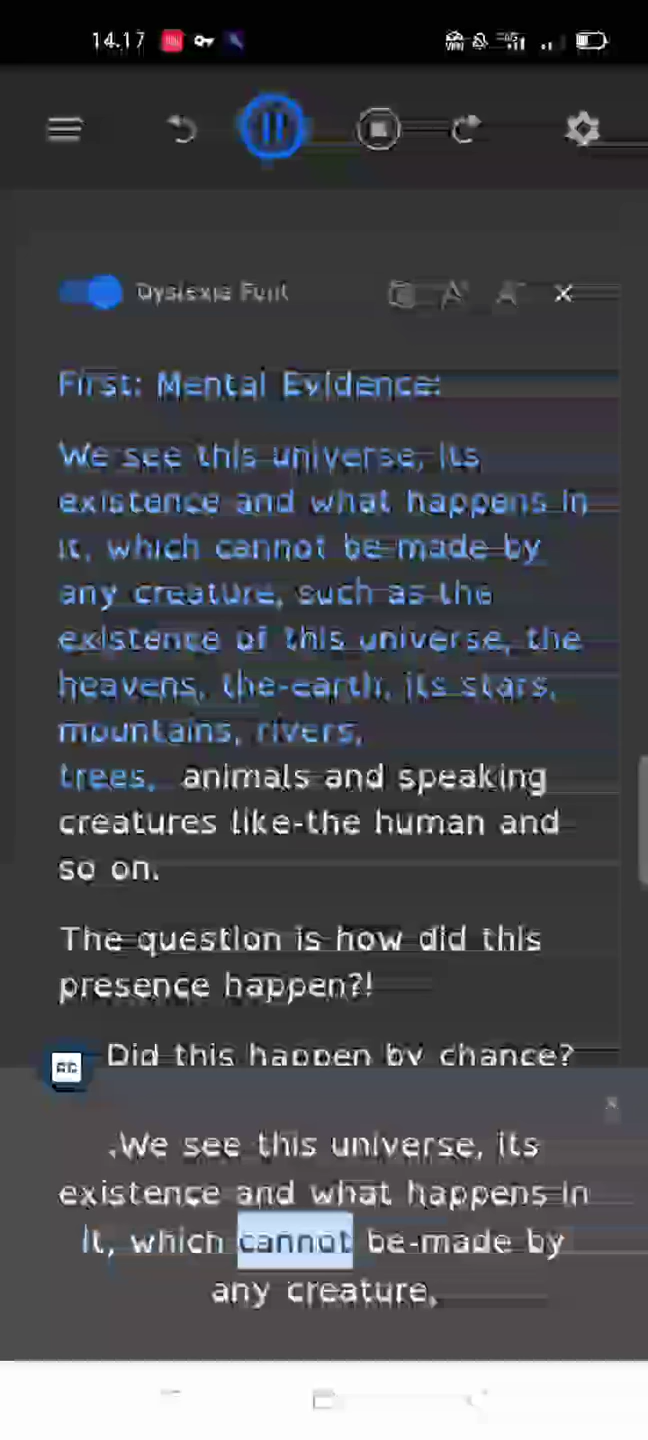 14.17
Dyslexia Font
First: Mental Evidence:
We see this universe, its
existence and what happens in
it, which cannot be made by
any creature, such as the
existence of this universe, the
heavens, the earth, its stars,
mountains, rivers,
trees, animals and speaking
creatures like the human and
so on.
The question is how did this
presence happen?!
Did this happen by chance?
.We see this universe, its
existence and what happens in
it, which cannot be made by
any creature,